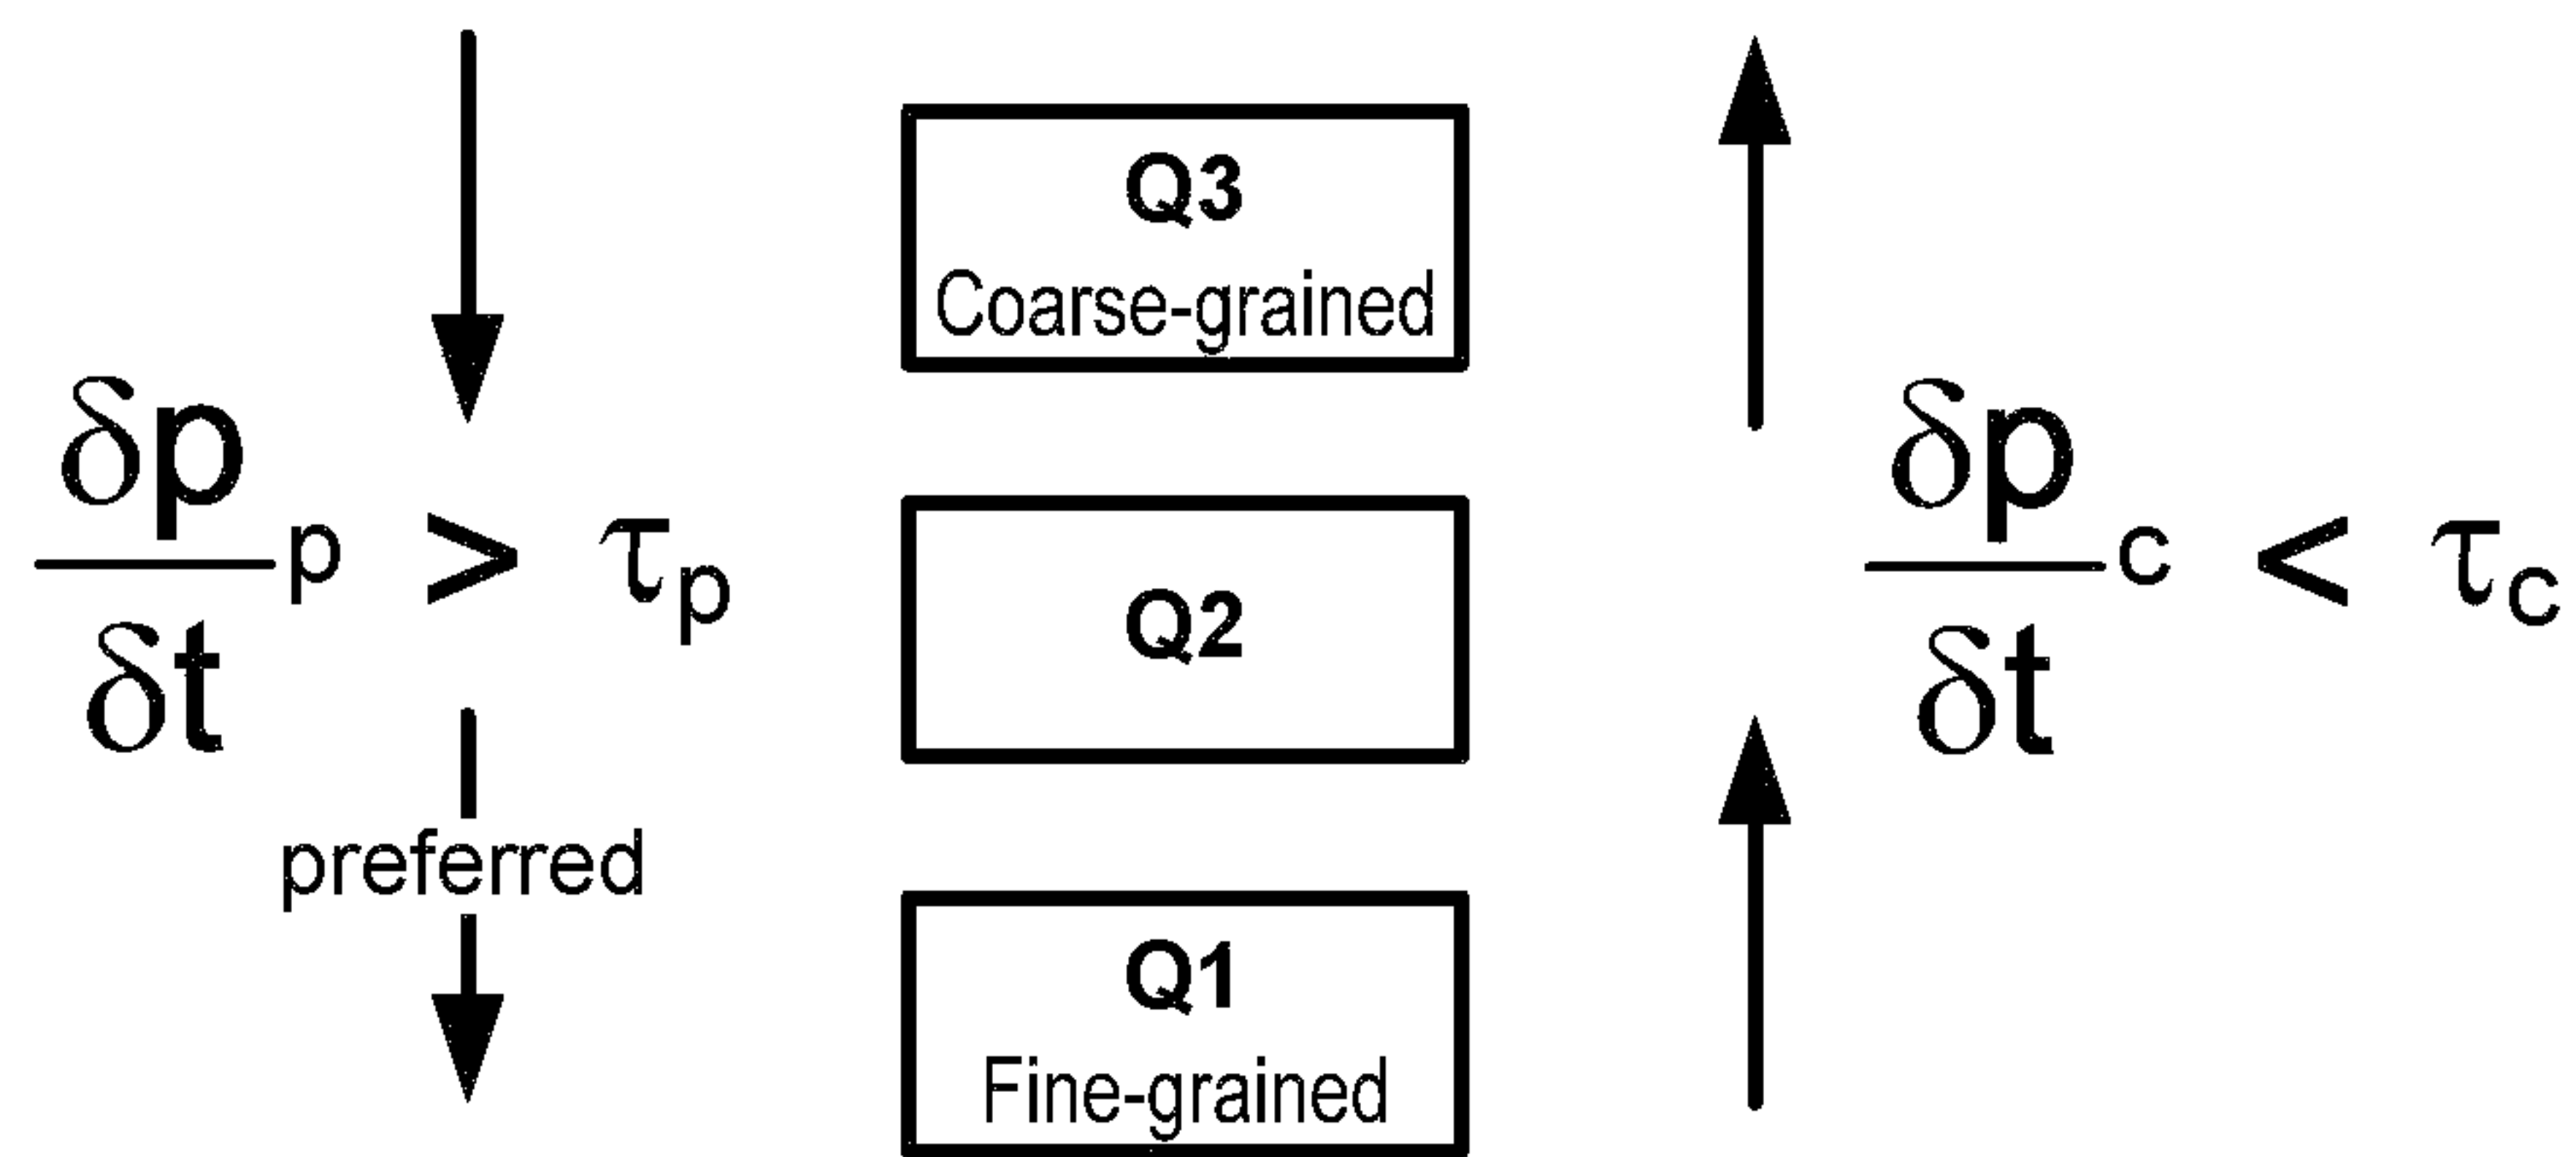 Q3
Coarse-grained
δp/δt p > τp
Q2
δp/δt c < τc
preferred
Q1
Fine-grained